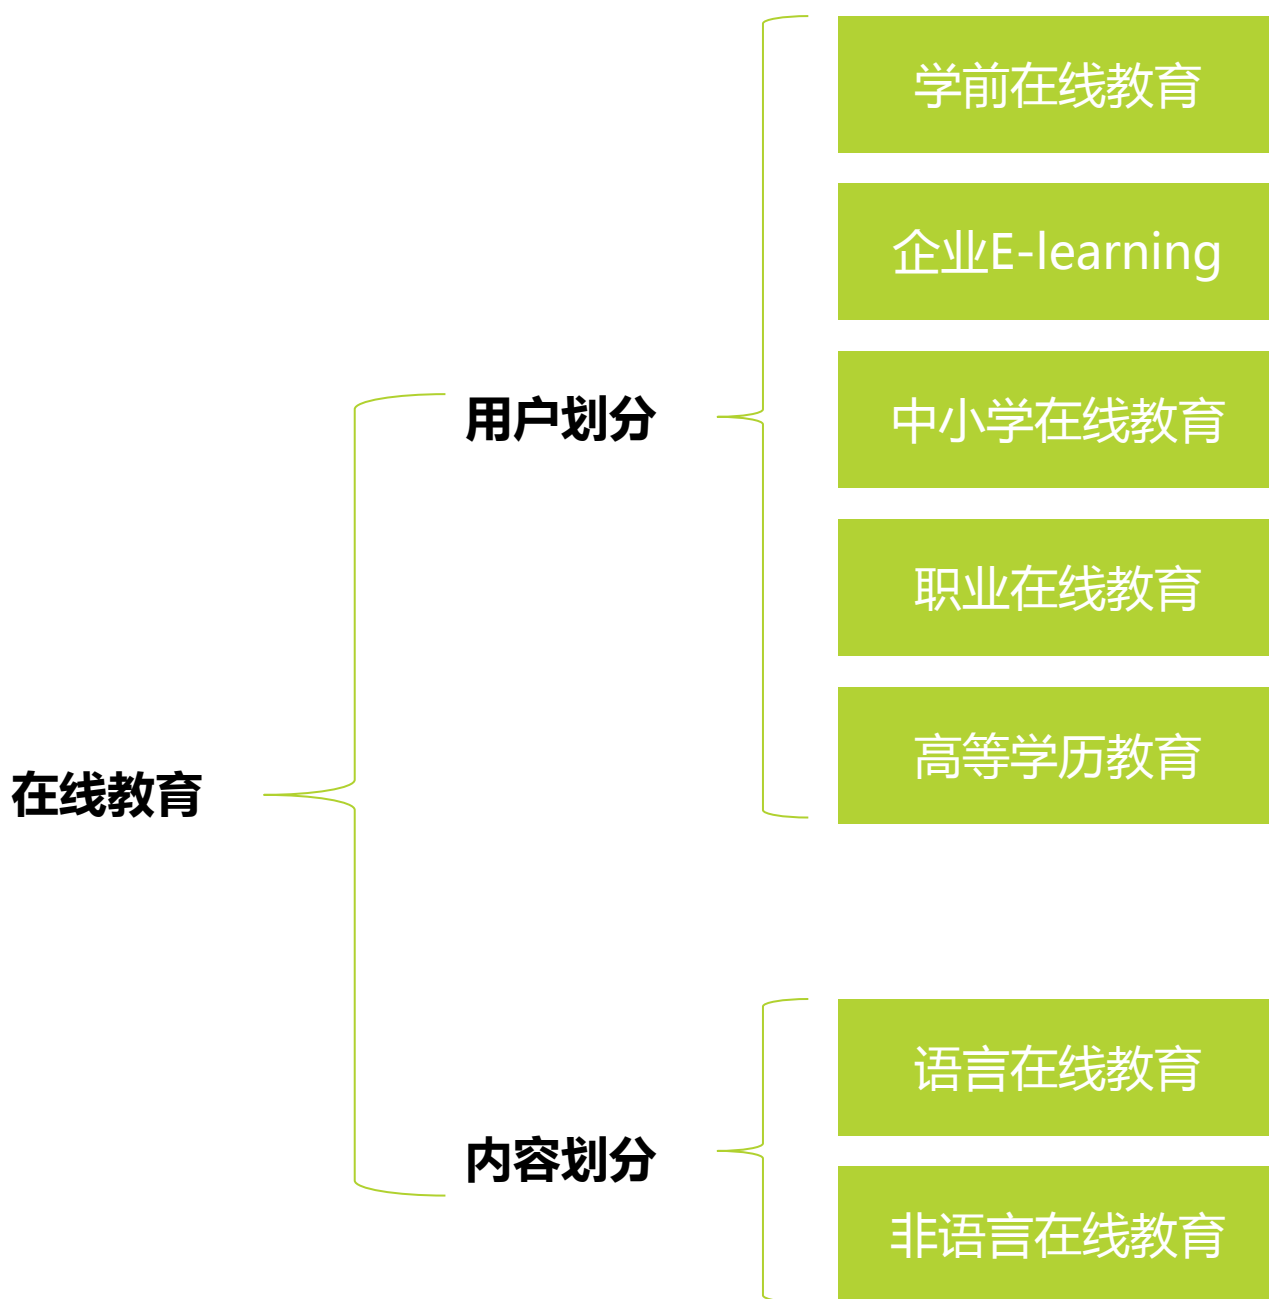 在线教育
用户划分
学前在线教育
企业E-learning
中小学在线教育
职业在线教育
高等学历教育
内容划分
语言在线教育
非语言在线教育